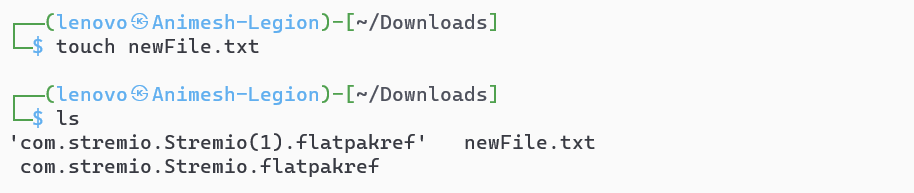 ┌──(lenovo㉿Animesh-Legion)-[~/Downloads]
└─$ touch newFile.txt
┌──(lenovo㉿Animesh-Legion)-[~/Downloads]
└─$ ls
'com.stremio.Stremio(1).flatpakref'   newFile.txt
 com.stremio.Stremio.flatpakref